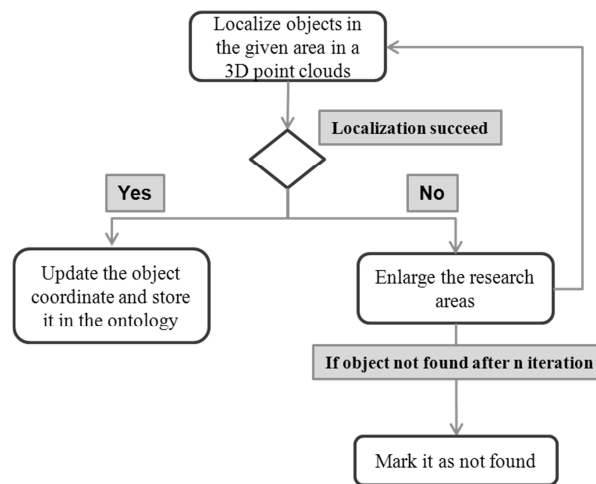 Localize objects in
the given area in a
3D point clouds
Localization succeed
Yes
No
Update the object
coordinate and store
it in the ontology
Enlarge the research
areas
If object not found after n iteration
Mark it as not found